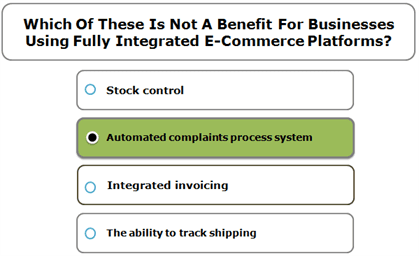 Which Of These Is Not A Benefit For Businesses
Using Fully Integrated E-Commerce Platforms?
Stock control
Automated complaints process system
Integrated invoicing
The ability to track shipping